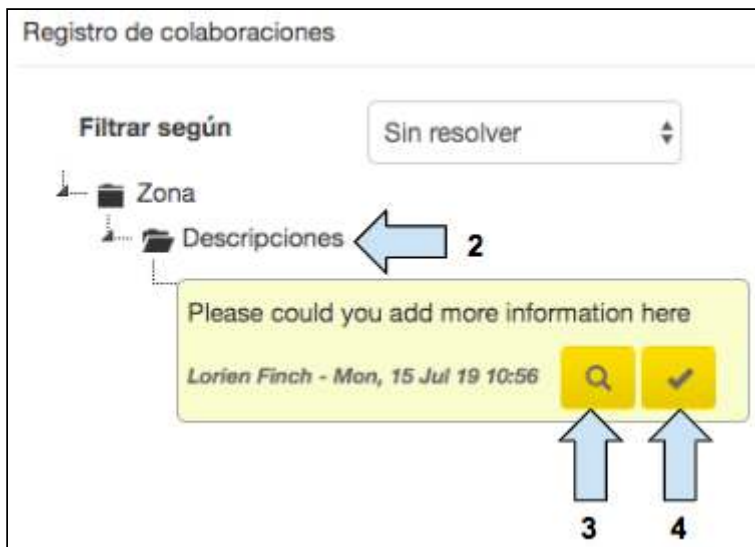 Registro de colaboraciones
Filtrar según Sin resolver
Zona
Descripciones 2
Please could you add more information here
Lorien Finch - Mon, 15 Jul 19 10:56
3 4